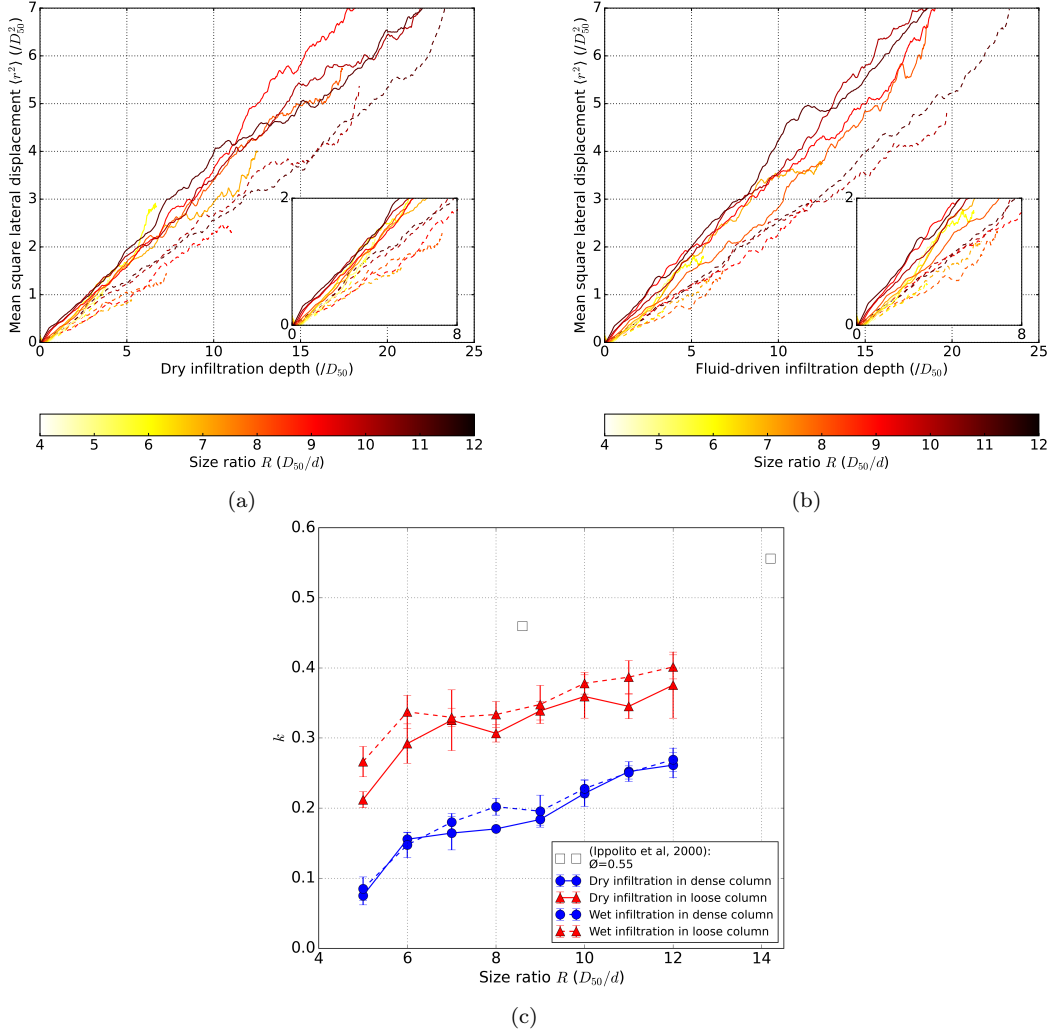 7
6
5
4
3
2
1
0
Mean square lateral displacement ⟨r²⟩ (/D₅₀²)
2
0
8
0 5 10 15 20 25
Dry infiltration depth (/D₅₀)
4 5 6 7 8 9 10 11 12
Size ratio R (D₅₀/d)
(a)
7
6
5
4
3
2
1
0
Mean square lateral displacement ⟨r²⟩ (/D₅₀²)
2
0
8
0 5 10 15 20 25
Fluid-driven infiltration depth (/D₅₀)
4 5 6 7 8 9 10 11 12
Size ratio R (D₅₀/d)
(b)
0.6
0.5
0.4
0.3
0.2
0.1
0.0
k
(Ippolito et al, 2000):
Ø=0.55
Dry infiltration in dense column
Dry infiltration in loose column
Wet infiltration in dense column
Wet infiltration in loose column
4 6 8 10 12 14
Size ratio R (D₅₀/d)
(c)